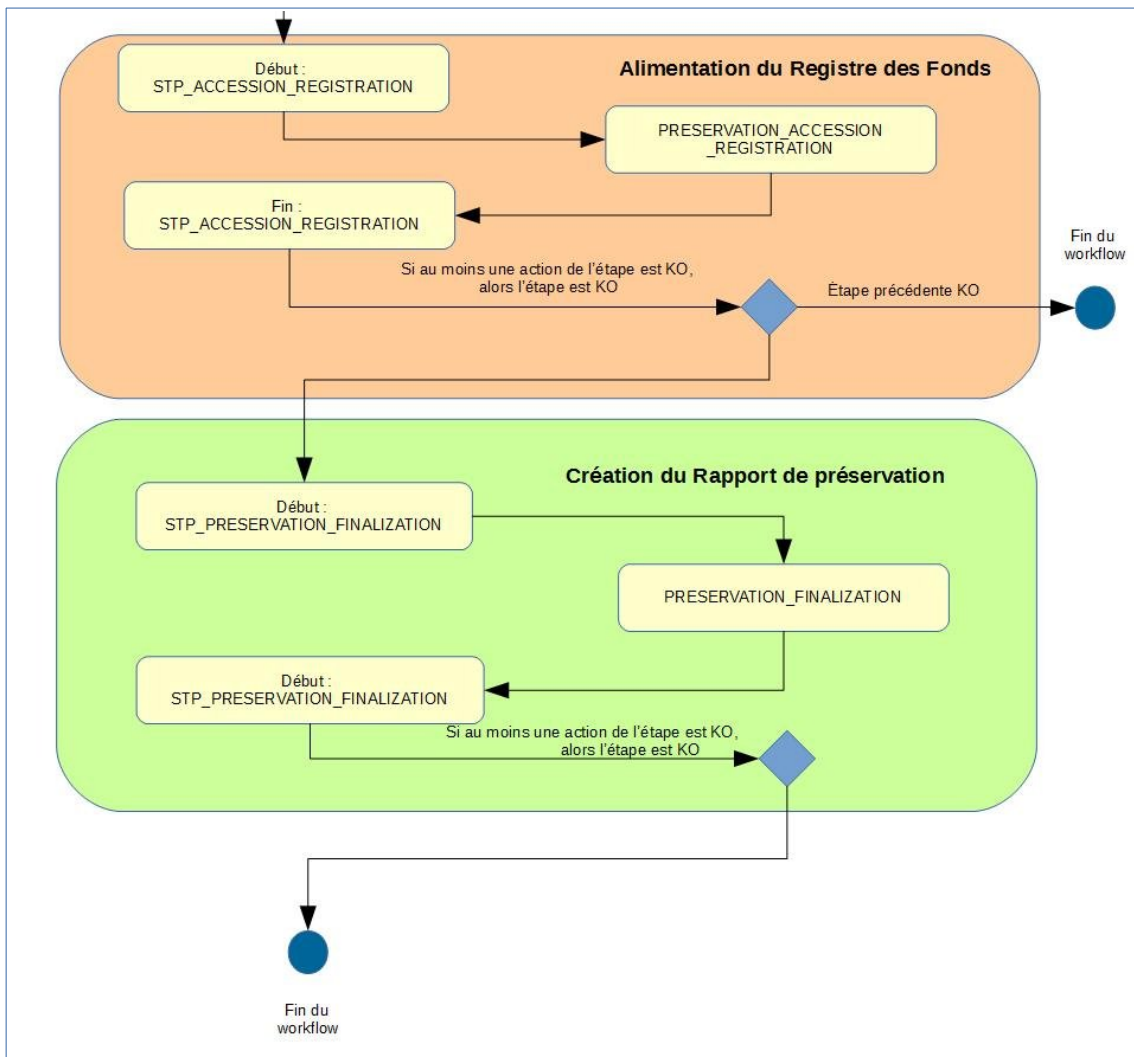 Début :
STP_ACCESSION_REGISTRATION
Alimentation du Registre des Fonds
PRESERVATION_ACCESSION
_REGISTRATION
Fin :
STP_ACCESSION_REGISTRATION
Si au moins une action de l'étape est KO,
alors l'étape est KO
Étape précédente KO
Fin du
workflow
Création du Rapport de préservation
Début :
STP_PRESERVATION_FINALIZATION
PRESERVATION_FINALIZATION
Début :
STP_PRESERVATION_FINALIZATION
Si au moins une action de l'étape est KO,
alors l'étape est KO
Fin du
workflow